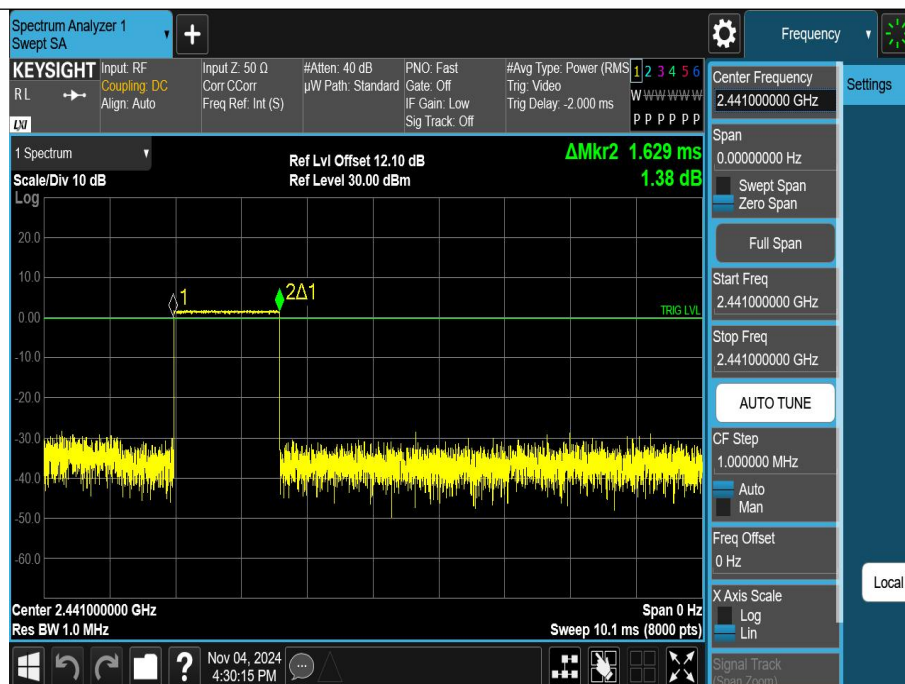 Spectrum Analyzer 1
Swept SA
+
Frequency
KEYSIGHT
RL
LXI
Input: RF
Coupling: DC
Align: Auto
Input Z: 50 Ω
Corr CCorr
Freq Ref: Int (S)
#Atten: 40 dB
µW Path: Standard
PNO: Fast
Gate: Off
IF Gain: Low
Sig Track: Off
#Avg Type: Power (RMS
Trig: Video
Trig Delay: -2.000 ms
1 2 3 4 5 6
W W W W W W
P P P P P P
1 Spectrum
Scale/Div 10 dB
Log
Ref Lvl Offset 12.10 dB
Ref Level 30.00 dBm
ΔMkr2 1.629 ms
1.38 dB
20.0
10.0
0.00
-10.0
-20.0
-30.0
-40.0
-50.0
-60.0
1
2Δ1
TRIG LVL
Center 2.441000000 GHz
Res BW 1.0 MHz
Span 0 Hz
Sweep 10.1 ms (8000 pts)
?
Nov 04, 2024
4:30:15 PM
Center Frequency
2.441000000 GHz
Span
0.00000000 Hz
Swept Span
Zero Span
Full Span
Start Freq
2.441000000 GHz
Stop Freq
2.441000000 GHz
AUTO TUNE
CF Step
1.000000 MHz
Auto
Man
Freq Offset
0 Hz
X Axis Scale
Log
Lin
Signal Track
(Span Zoom)
Settings
Local